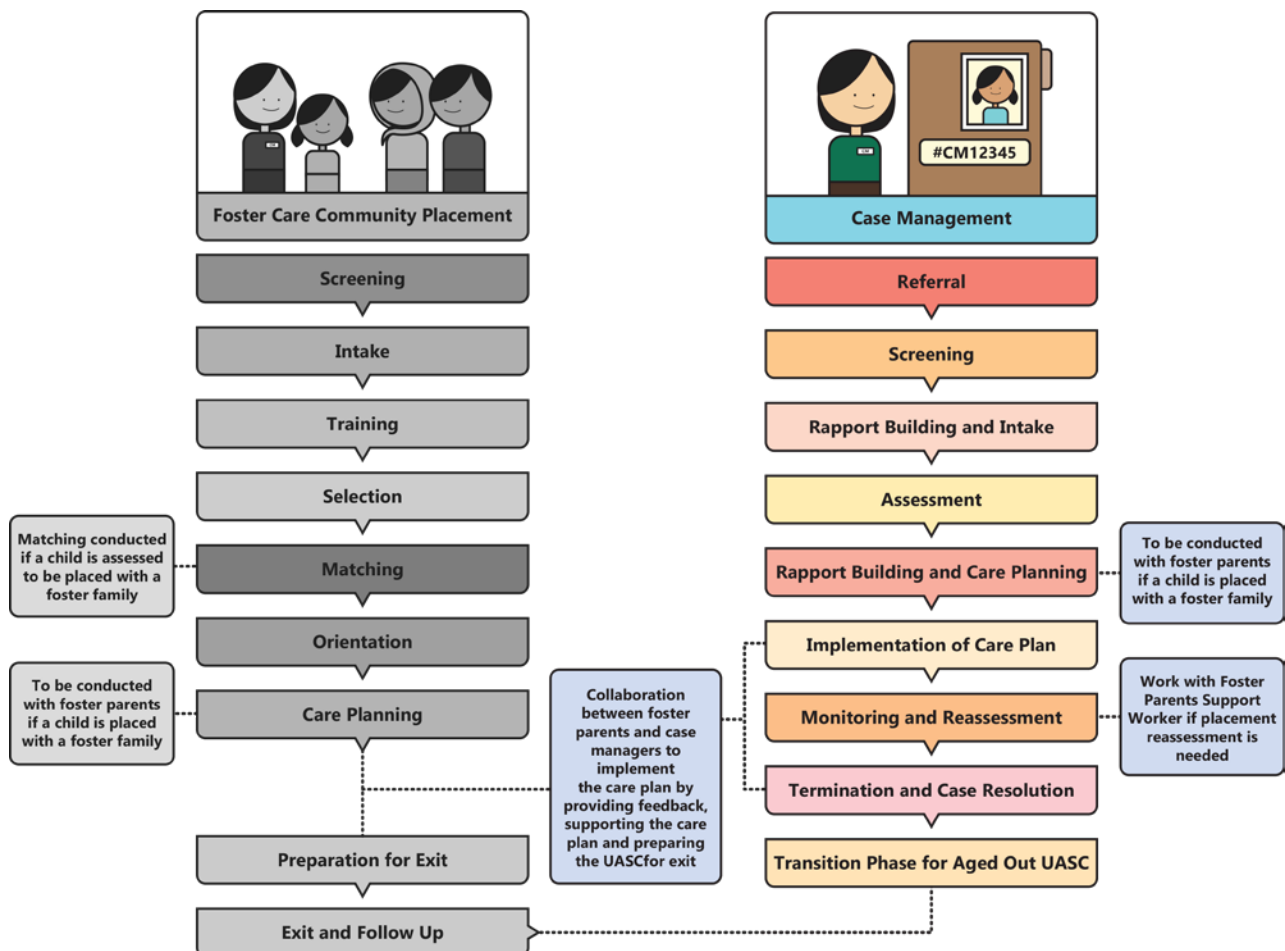 CM
Foster Care Community Placement
Screening
Intake
Training
Selection
Matching conducted
if a child is assessed
to be placed with a
foster family
Matching
Orientation
To be conducted
with foster parents
if a child is placed
with a foster family
Care Planning
Preparation for Exit
Exit and Follow Up
Collaboration
between foster
parents and case
managers to
implement
the care plan by
providing feedback,
supporting the care
plan and preparing
the UASCfor exit
CM
#CM12345
Case Management
Referral
Screening
Rapport Building and Intake
Assessment
Rapport Building and Care Planning
To be conducted
with foster parents
if a child is placed
with a foster family
Implementation of Care Plan
Monitoring and Reassessment
Work with Foster
Parents Support
Worker if placement
reassessment is
needed
Termination and Case Resolution
Transition Phase for Aged Out UASC